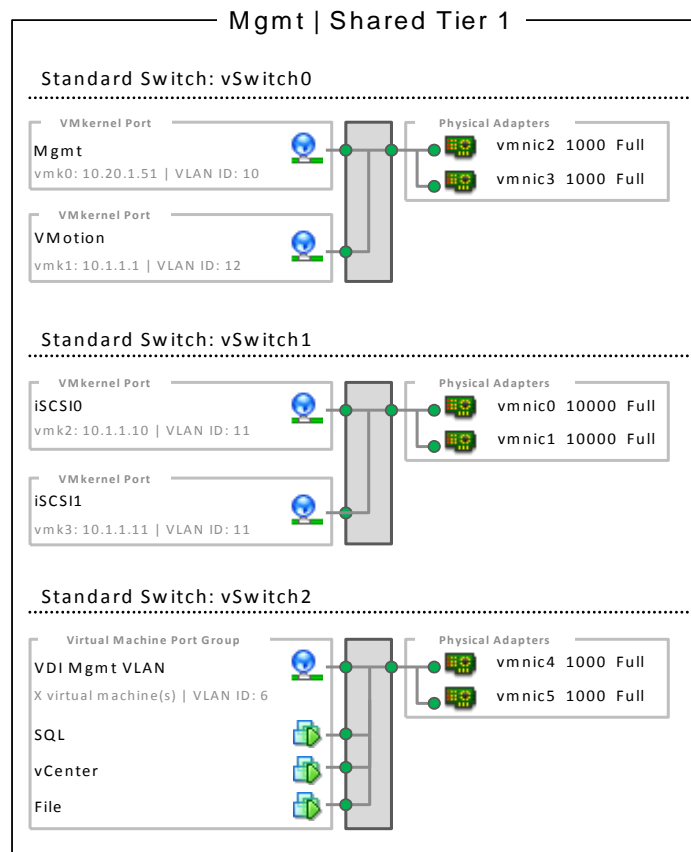 Mgmt | Shared Tier 1
Standard Switch: vSwitch0
VMkernel Port
Mgmt
vmk0: 10.20.1.51 | VLAN ID: 10
Physical Adapters
vmnic2 1000 Full
vmnic3 1000 Full
VMkernel Port
VMotion
vmk1: 10.1.1.1 | VLAN ID: 12
Standard Switch: vSwitch1
VMkernel Port
iSCSI0
vmk2: 10.1.1.10 | VLAN ID: 11
Physical Adapters
vmnic0 10000 Full
vmnic1 10000 Full
VMkernel Port
iSCSI1
vmk3: 10.1.1.11 | VLAN ID: 11
Standard Switch: vSwitch2
Virtual Machine Port Group
VDI Mgmt VLAN
X virtual machine(s) | VLAN ID: 6
Physical Adapters
vmnic4 1000 Full
vmnic5 1000 Full
SQL
vCenter
File